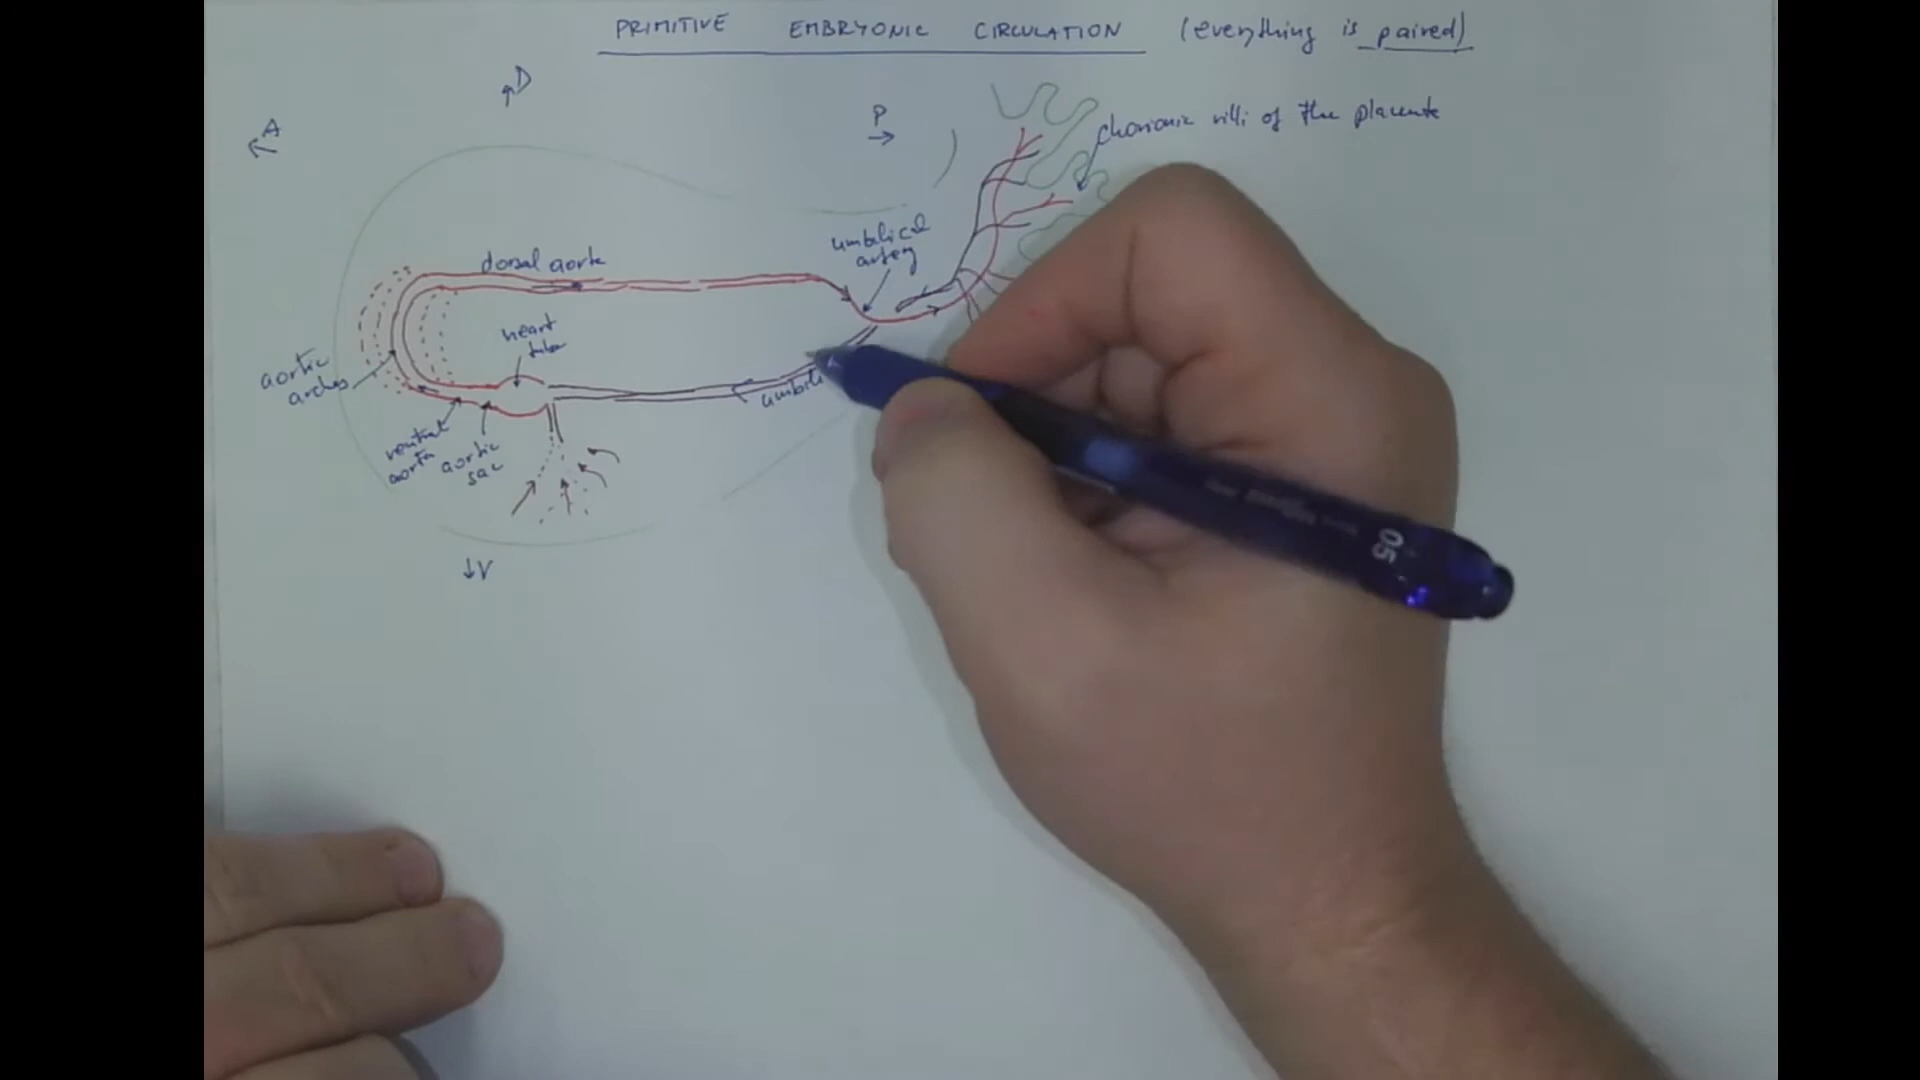 PRIMITIVE EMBRYONIC CIRCULATION (everything is paired)
D
A
P
chorionic villi of the placenta
umbilical
artery
dorsal aorta
heart
tube
aortic
arches
umbili
ventral
aorta
aortic
sac
V
05